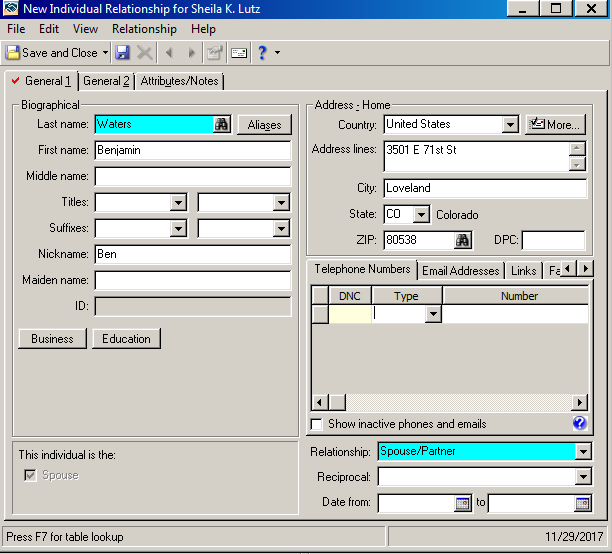 New Individual Relationship for Sheila K. Lutz
File Edit View Relationship Help
Save and Close
General 1 General 2 Attributes/Notes
Biographical
Last name: Waters Aliases
First name: Benjamin
Middle name:
Titles:
Suffixes:
Nickname: Ben
Maiden name:
ID:
Business Education
This individual is the:
Spouse
Address - Home
Country: United States More...
Address lines: 3501 E 71st St
City: Loveland
State: CO Colorado
ZIP: 80538 DPC:
Telephone Numbers Email Addresses Links Fa
DNC Type Number
Show inactive phones and emails
Relationship: Spouse/Partner
Reciprocal:
Date from: to
Press F7 for table lookup 11/29/2017